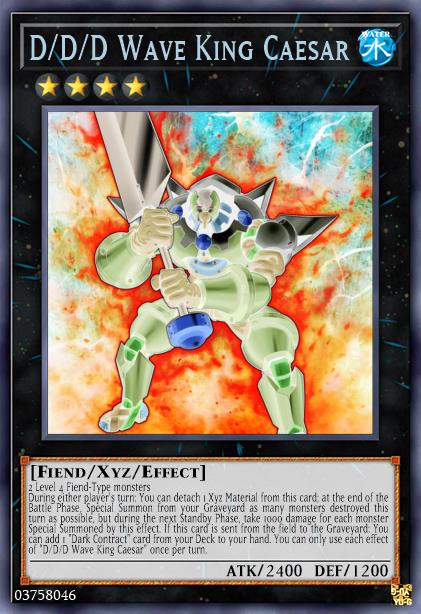 D/D/D WAVE KING CAESAR
WATER
水
[FIEND/XYZ/EFFECT]
2 Level 4 Fiend-Type monsters
During either player's turn: You can detach 1 Xyz Material from this card; at the end of the
Battle Phase, Special Summon from your Graveyard as many monsters destroyed this
turn as possible, but during the next Standby Phase, take 1000 damage for each monster
Special Summoned by this effect. If this card is sent from the field to the Graveyard: You
can add 1 "Dark Contract" card from your Deck to your hand. You can only use each effect
of "D/D/D Wave King Caesar" once per turn.
ATK/2400 DEF/1200
03758046